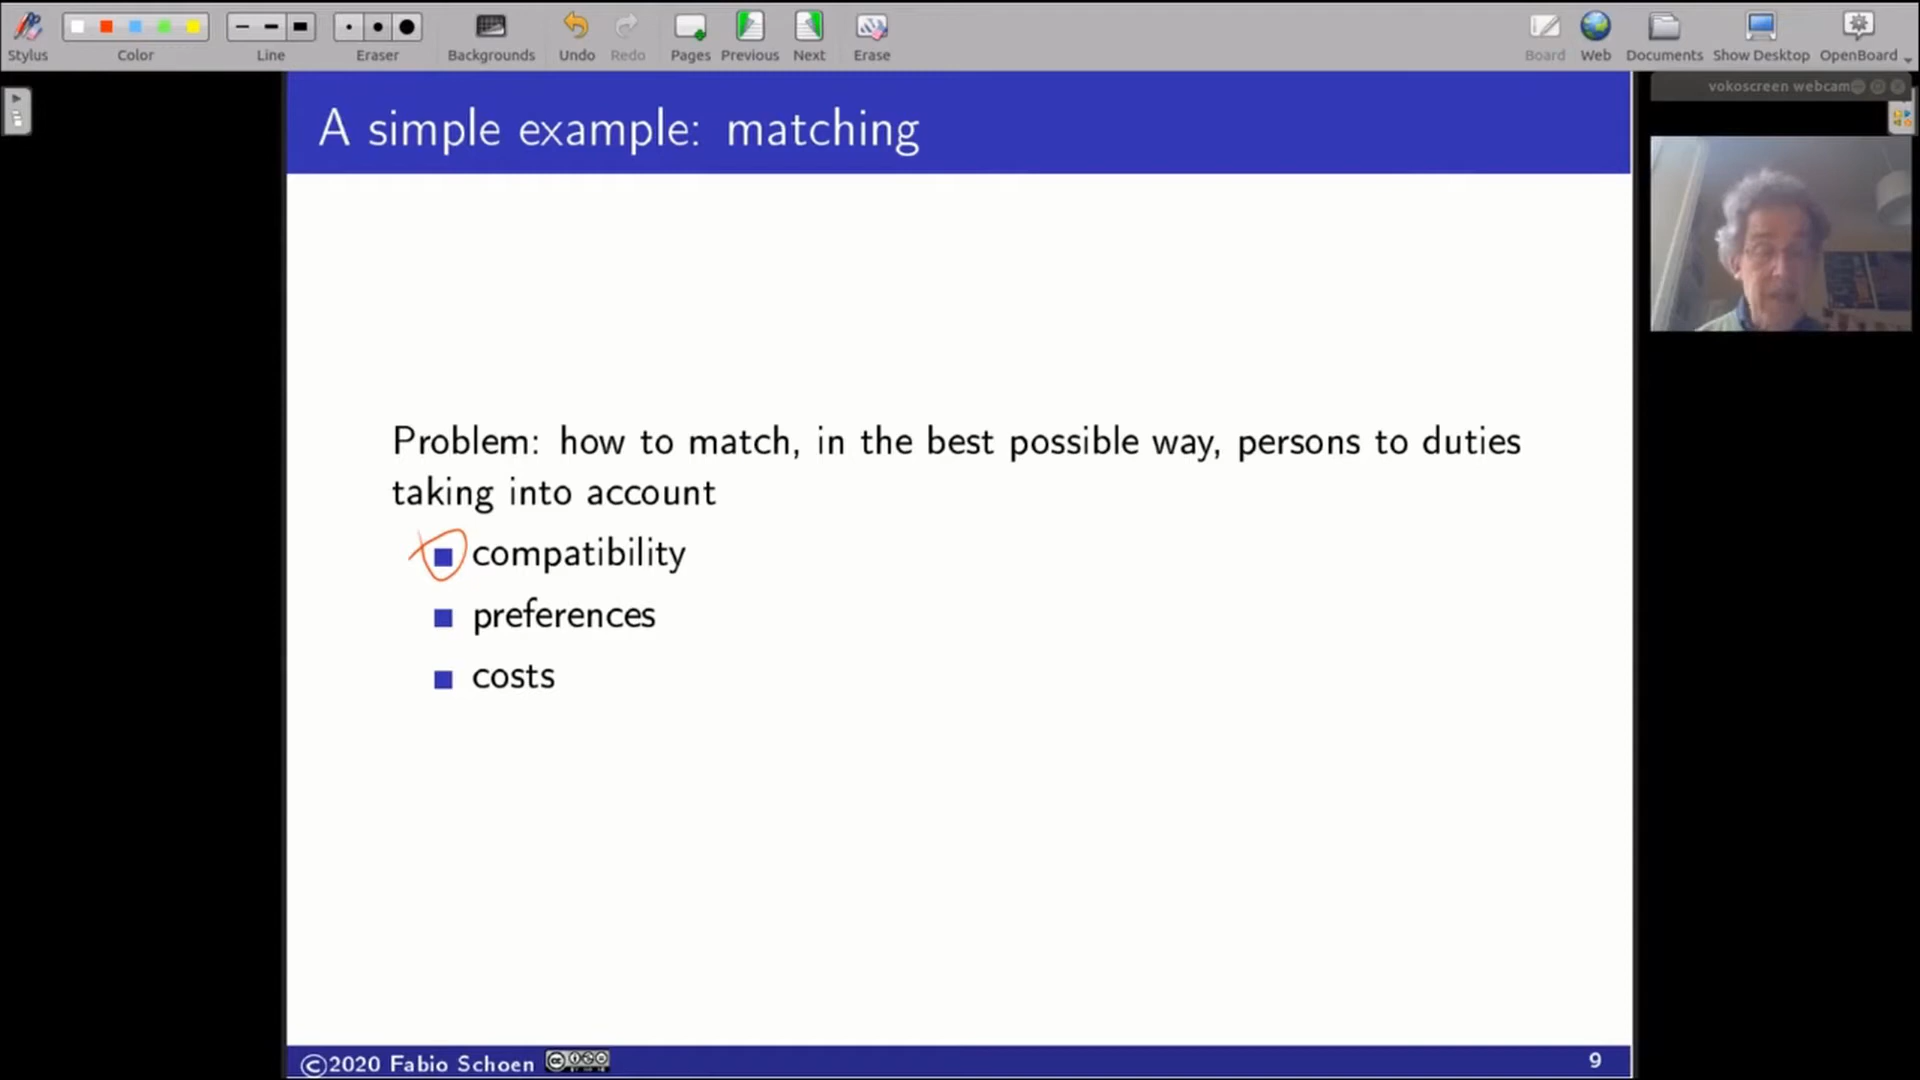 Stylus Color Line Eraser Backgrounds Undo Redo Pages Previous Next Erase Board Web Documents Show Desktop OpenBoard
vokoscreen webcam
A simple example: matching
Problem: how to match, in the best possible way, persons to duties
taking into account
compatibility
preferences
costs
©2020 Fabio Schoen
9